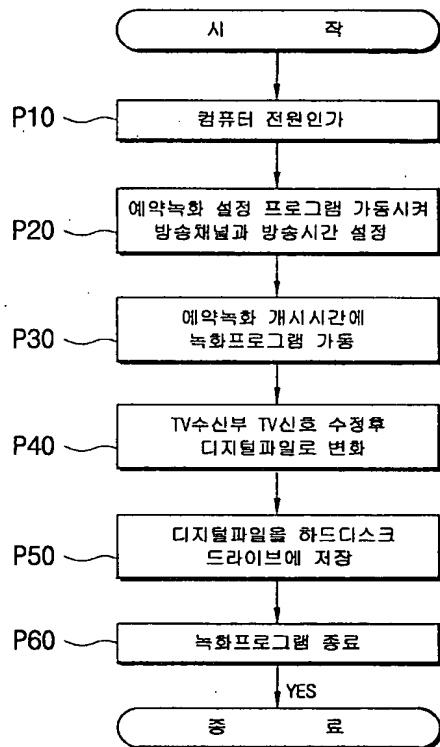 시 작
P10
컴퓨터 전원인가
P20
예약녹화 설정 프로그램 가동시켜
방송채널과 방송시간 설정
P30
예약녹화 개시시간에
녹화프로그램 가동
P40
TV수신부 TV신호 수정후
디지털파일로 변화
P50
디지털파일을 하드디스크
드라이브에 저장
P60
녹화프로그램 종료
YES
종 료